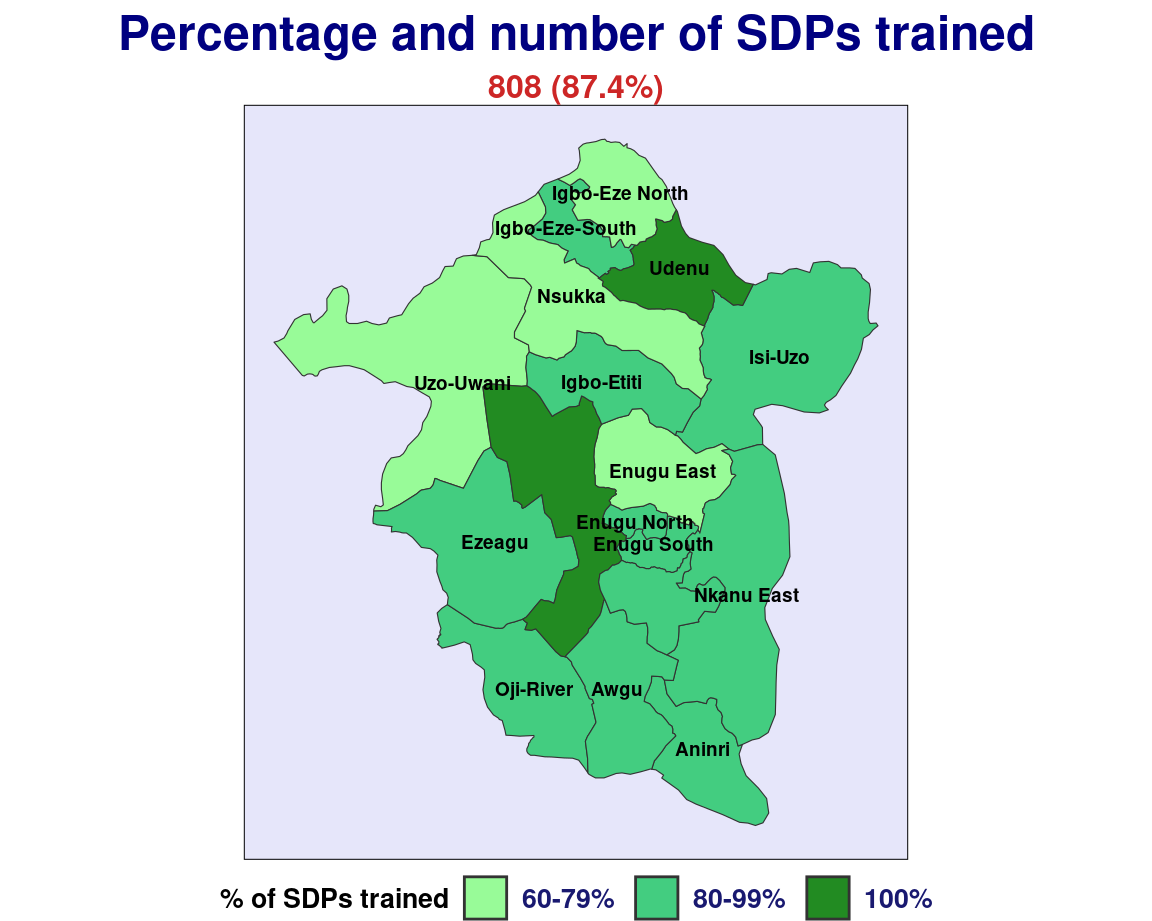 Percentage and number of SDPs trained
808 (87.4%)
Igbo-Eze North
Igbo-Eze-South
Udenu
Nsukka
Isi-Uzo
Uzo-Uwani
Igbo-Etiti
Enugu East
Enugu North
Ezeagu
Enugu South
Nkanu East
Oji-River
Awgu
Aninri
% of SDPs trained 60-79% 80-99% 100%